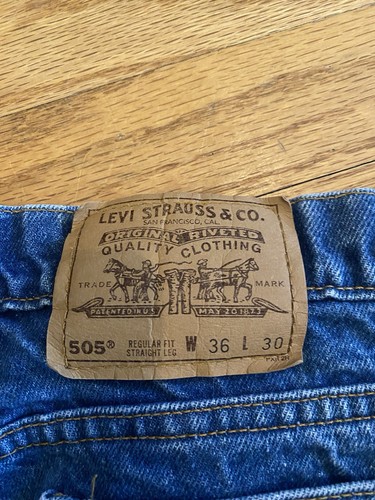 LEVI STRAUSS & CO.
SAN FRANCISCO, CAL.
ORIGINAL RIVETED
QUALITY CLOTHING
TRADE MARK
PATENTED IN U.S. MAY 20 1873
505® REGULAR FIT W 36 L 30
STRAIGHT LEG